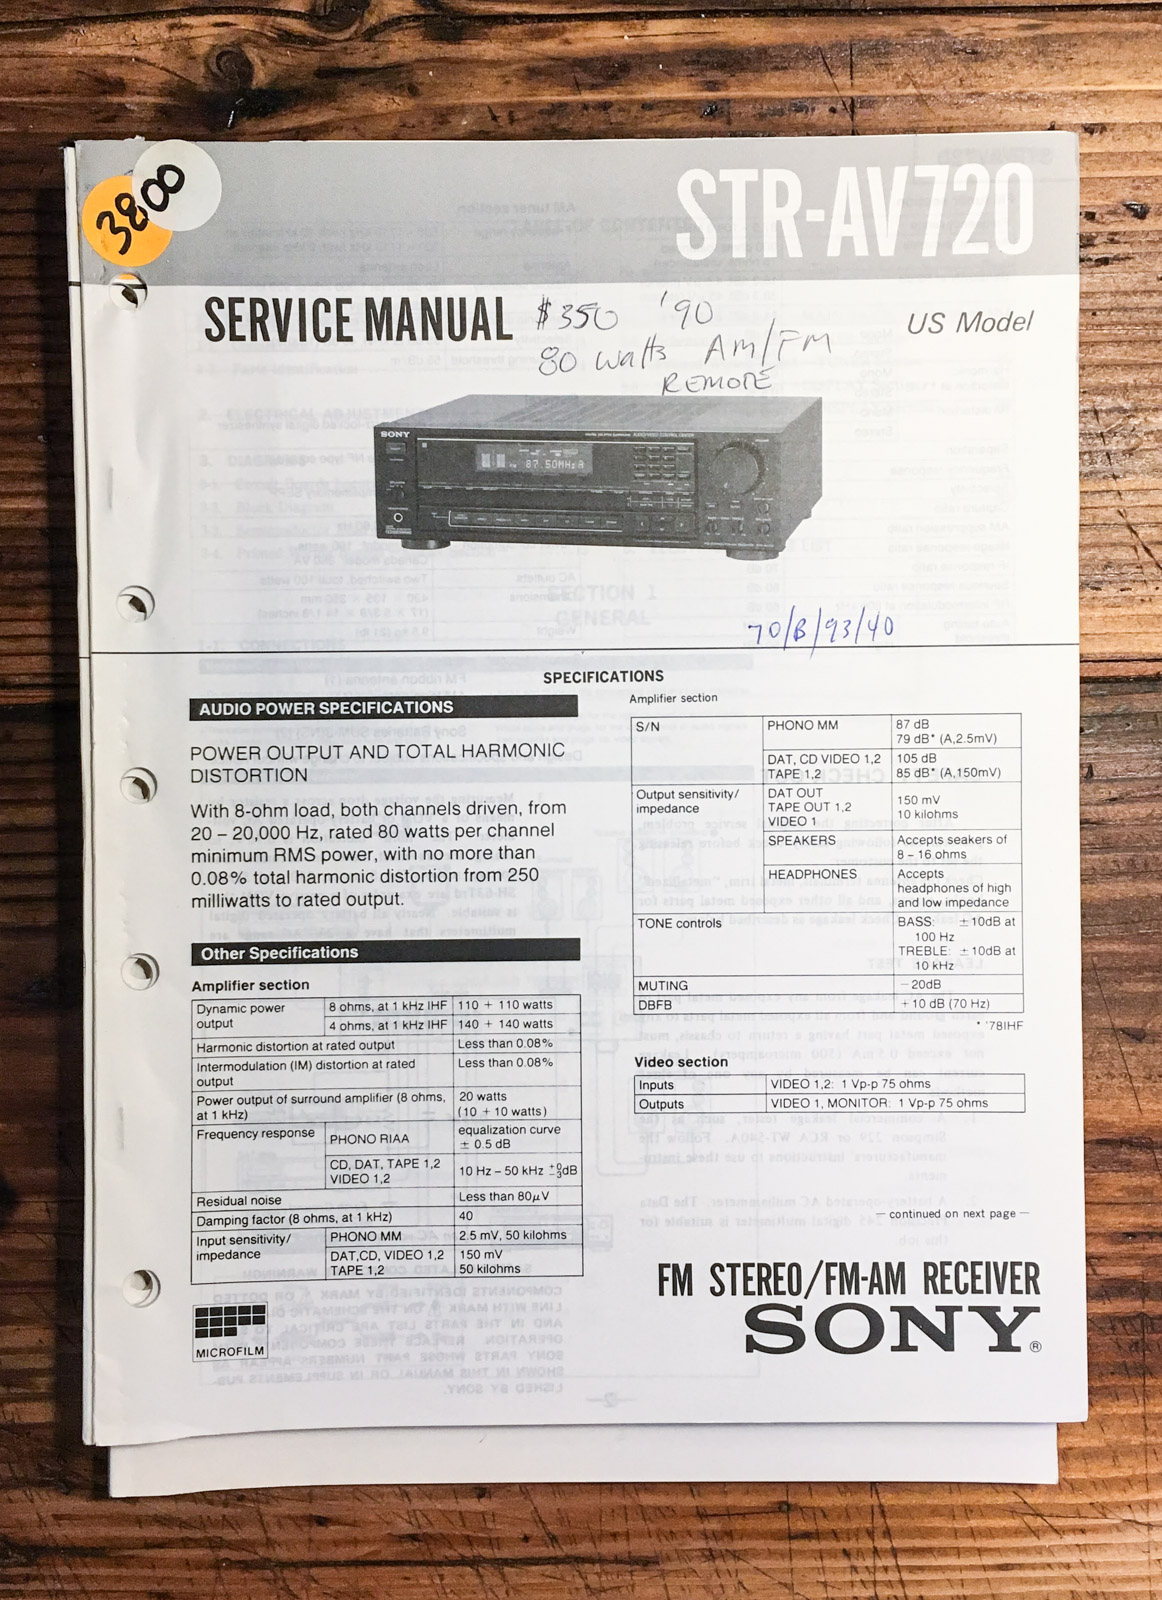 3800
STR-AV720
SERVICE MANUAL
$350 '90
US Model
80 watts AM/FM
REMOTE
SONY
87.50MHz A
70/B/93/40
SPECIFICATIONS
AUDIO POWER SPECIFICATIONS
POWER OUTPUT AND TOTAL HARMONIC
DISTORTION
With 8-ohm load, both channels driven, from
20 – 20,000 Hz, rated 80 watts per channel
minimum RMS power, with no more than
0.08% total harmonic distortion from 250
milliwatts to rated output.
Other Specifications
Amplifier section
Dynamic power output 8 ohms, at 1 kHz IHF 110 + 110 watts
4 ohms, at 1 kHz IHF 140 + 140 watts
Harmonic distortion at rated output Less than 0.08%
Intermodulation (IM) distortion at rated Less than 0.08%
output
Power output of surround amplifier (8 ohms, 20 watts
at 1 kHz) (10 + 10 watts)
Frequency response PHONO RIAA equalization curve
± 0.5 dB
CD, DAT, TAPE 1,2 10 Hz – 50 kHz +0 -3 dB
VIDEO 1,2
Residual noise Less than 80μV
Damping factor (8 ohms, at 1 kHz) 40
Input sensitivity/ PHONO MM 2.5 mV, 50 kilohms
impedance DAT,CD, VIDEO 1,2 150 mV
TAPE 1,2 50 kilohms
MICROFILM
Amplifier section
S/N PHONO MM 87 dB
79 dB* (A,2.5mV)
DAT, CD VIDEO 1,2 105 dB
TAPE 1,2 85 dB* (A,150mV)
Output sensitivity/ DAT OUT
impedance TAPE OUT 1,2 150 mV
VIDEO 1 10 kilohms
SPEAKERS Accepts seakers of
8 – 16 ohms
HEADPHONES Accepts
headphones of high
and low impedance
TONE controls BASS: ±10dB at
100 Hz
TREBLE: ±10dB at
10 kHz
MUTING –20dB
DBFB +10 dB (70 Hz)
* '78IHF
Video section
Inputs VIDEO 1,2: 1 Vp-p 75 ohms
Outputs VIDEO 1, MONITOR: 1 Vp-p 75 ohms
— continued on next page —
FM STEREO/FM-AM RECEIVER
SONY®